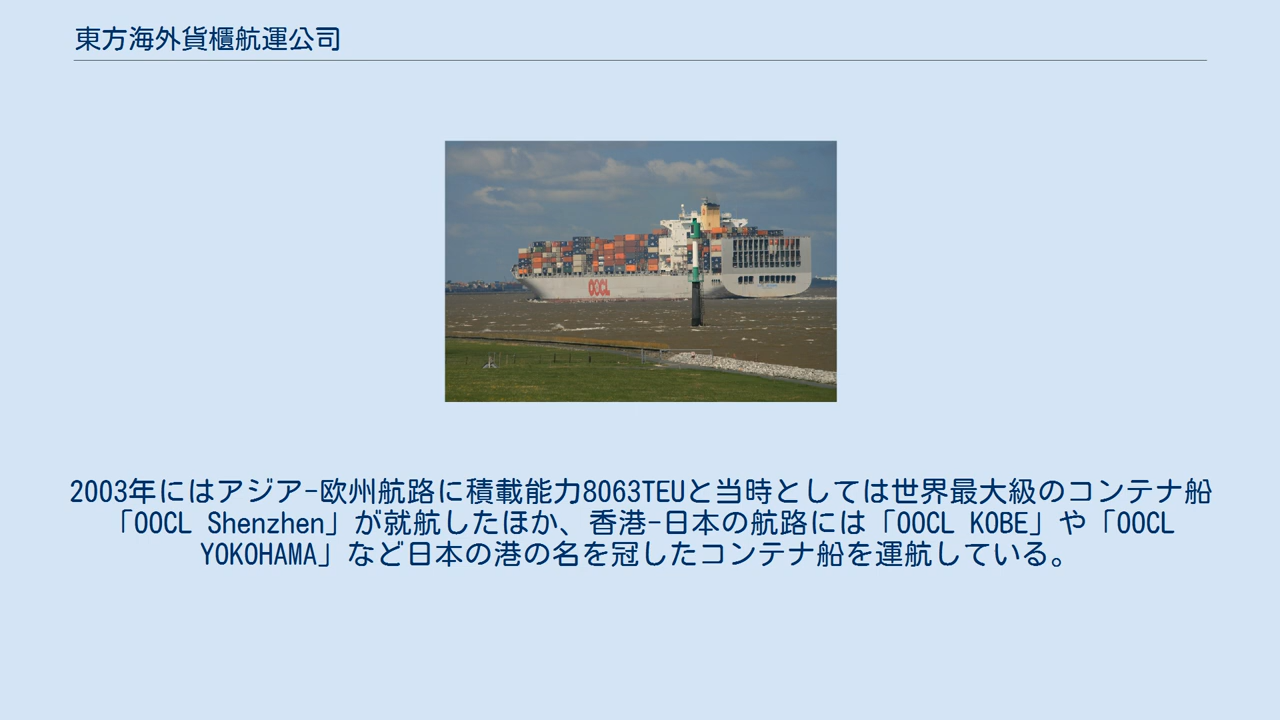 東方海外貨櫃航運公司
OOCL
2003年にはアジア-欧州航路に積載能力8063TEUと当時としては世界最大級のコンテナ船
「OOCL Shenzhen」が就航したほか、香港-日本の航路には「OOCL KOBE」や「OOCL
YOKOHAMA」など日本の港の名を冠したコンテナ船を運航している。